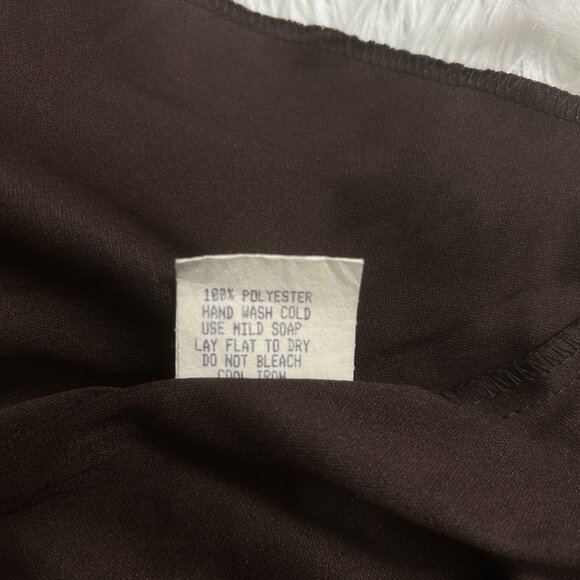 100% POLYESTER
HAND WASH COLD
USE MILD SOAP
LAY FLAT TO DRY
DO NOT BLEACH
COOL IRON